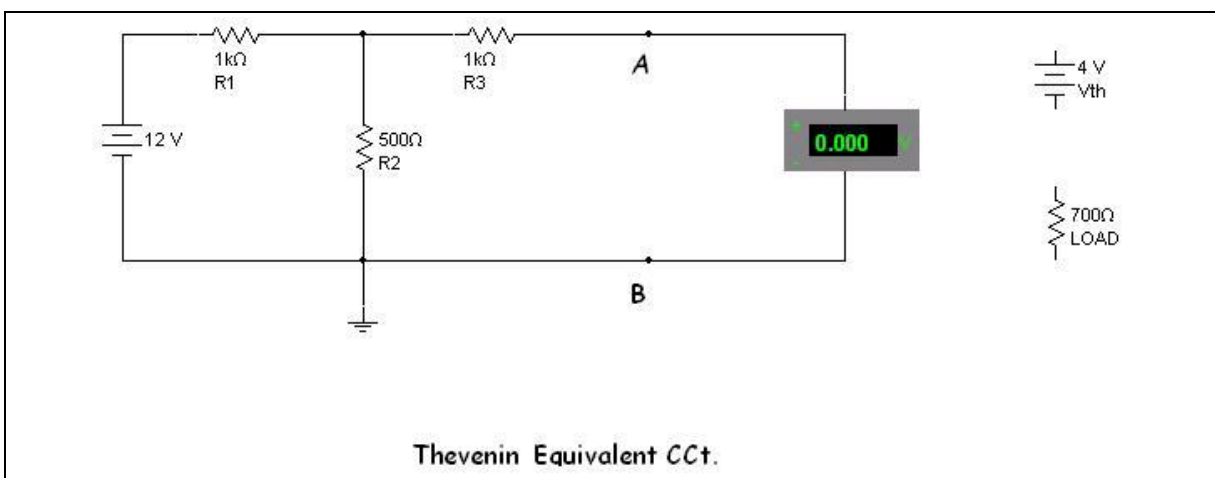 1kΩ
R1
1kΩ
R3
A
4 V
Vth
12 V
500Ω
R2
+
0.000 V
-
700Ω
LOAD
B
Thevenin Equivalent CCt.